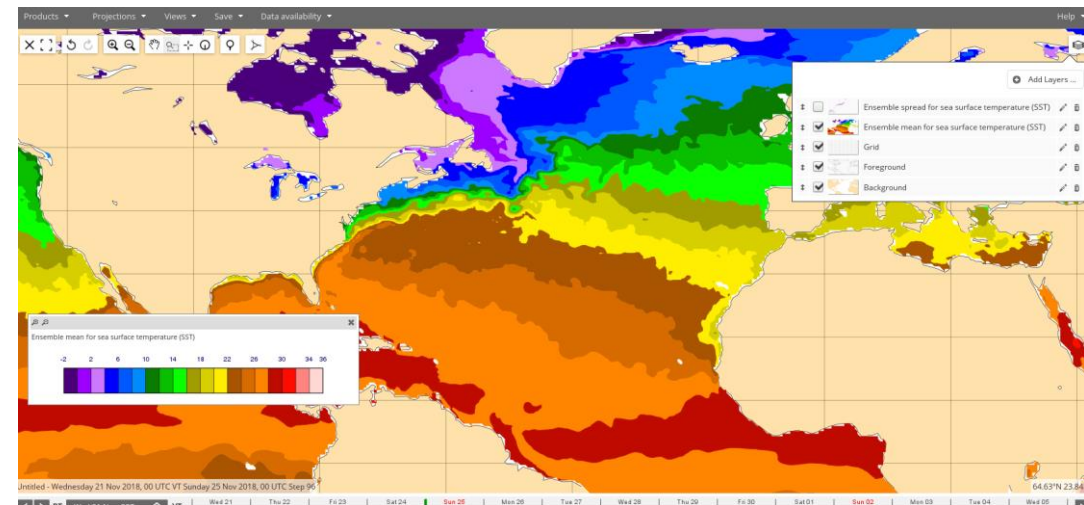 Products Projections Views Save Data availability Help
Add Layers ...
Ensemble spread for sea surface temperature (SST)
Ensemble mean for sea surface temperature (SST)
Grid
Foreground
Background
Ensemble mean for sea surface temperature (SST)
-2 2 6 10 14 18 22 26 30 34 36
Untitled - Wednesday 21 Nov 2018, 00 UTC VT Sunday 25 Nov 2018, 00 UTC Step 96
64.63°N 23.84
VT Wed 21 Thu 22 Fri 23 Sat 24 Sun 25 Mon 26 Tue 27 Wed 28 Thu 29 Fri 30 Sat 01 Sun 02 Mon 03 Tue 04 Wed 05